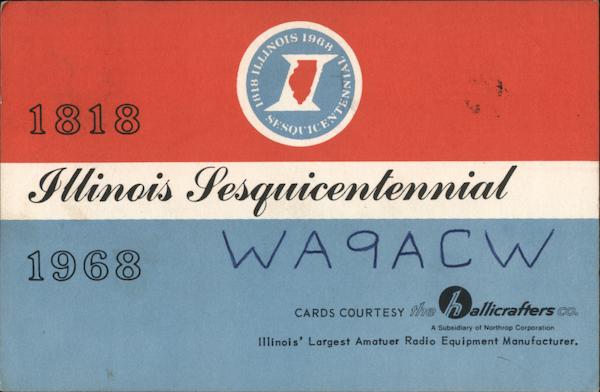 1818 ILLINOIS 1968
SESQUICENTENNIAL
1818
Illinois Sesquicentennial
1968
WA9ACW
CARDS COURTESY the hallicrafters co.
A Subsidiary of Northrop Corporation
Illinois' Largest Amatuer Radio Equipment Manufacturer.